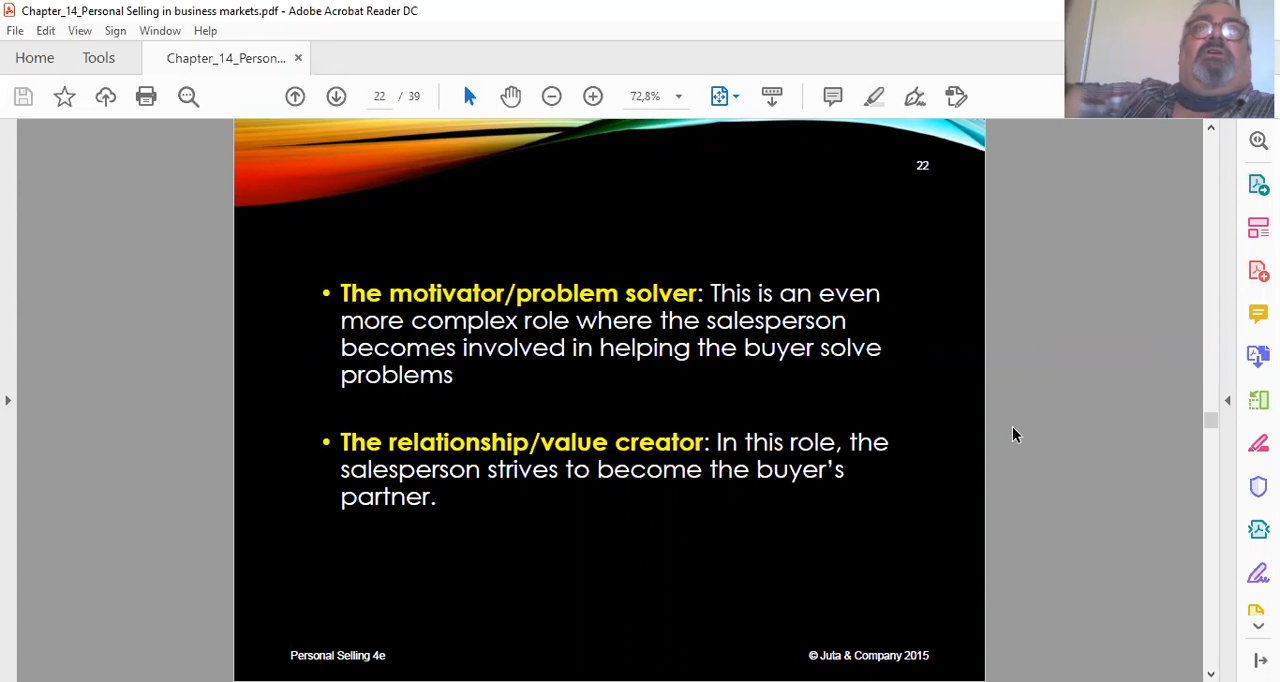 Chapter_14_Personal Selling in business markets.pdf - Adobe Acrobat Reader DC
File Edit View Sign Window Help
Home Tools Chapter_14_Person... ×
22 / 39 72,8%
22
• The motivator/problem solver: This is an even
more complex role where the salesperson
becomes involved in helping the buyer solve
problems
• The relationship/value creator: In this role, the
salesperson strives to become the buyer’s
partner.
Personal Selling 4e © Juta & Company 2015